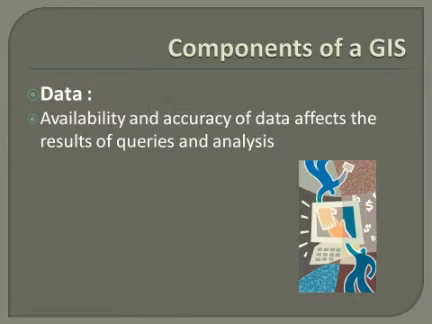 Components of a GIS
Data :
Availability and accuracy of data affects the
results of queries and analysis